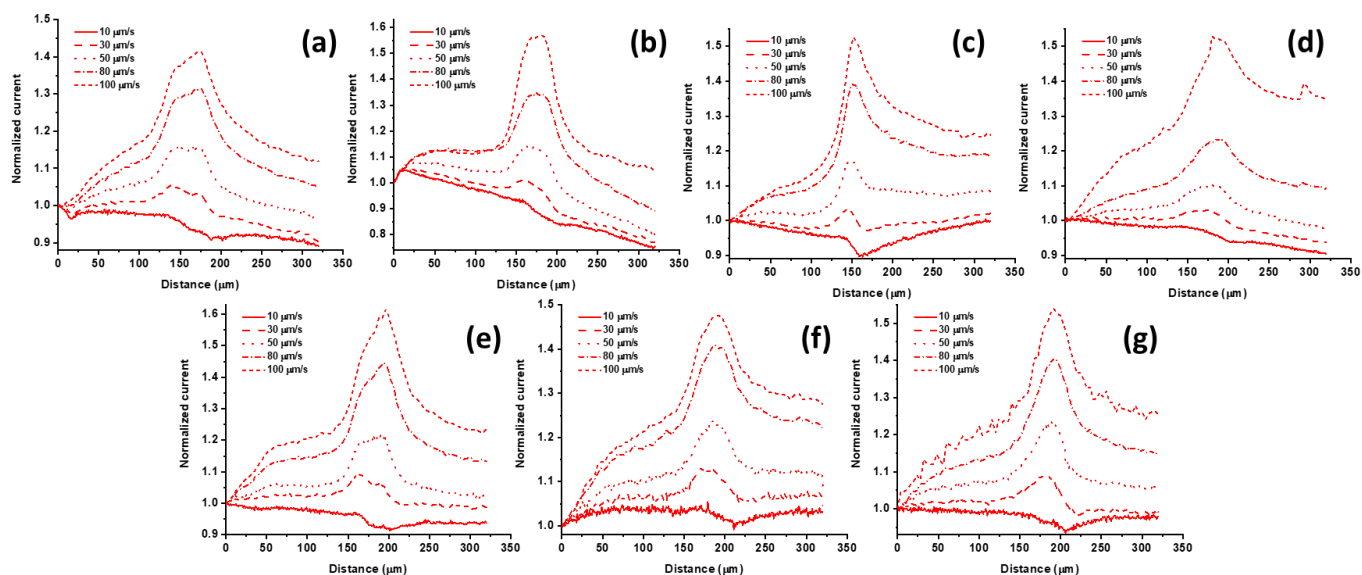 (a)
Normalized current
1.5
1.4
1.3
1.2
1.1
1.0
0.9
10 μm/s
30 μm/s
50 μm/s
80 μm/s
100 μm/s
0 50 100 150 200 250 300 350
Distance (μm)
(b)
Normalized current
1.6
1.5
1.4
1.3
1.2
1.1
1.0
0.9
0.8
10 μm/s
30 μm/s
50 μm/s
80 μm/s
100 μm/s
0 50 100 150 200 250 300 350
Distance (μm)
(c)
Normalized current
1.5
1.4
1.3
1.2
1.1
1.0
0.9
10 μm/s
30 μm/s
50 μm/s
80 μm/s
100 μm/s
0 50 100 150 200 250 300 350
Distance (μm)
(d)
Normalized current
1.5
1.4
1.3
1.2
1.1
1.0
0.9
10 μm/s
30 μm/s
50 μm/s
80 μm/s
100 μm/s
0 50 100 150 200 250 300 350
Distance (μm)
(e)
Normalized current
1.6
1.5
1.4
1.3
1.2
1.1
1.0
0.9
10 μm/s
30 μm/s
50 μm/s
80 μm/s
100 μm/s
0 50 100 150 200 250 300 350
Distance (μm)
(f)
Normalized current
1.5
1.4
1.3
1.2
1.1
1.0
10 μm/s
30 μm/s
50 μm/s
80 μm/s
100 μm/s
0 50 100 150 200 250 300 350
Distance (μm)
(g)
Normalized current
1.5
1.4
1.3
1.2
1.1
1.0
10 μm/s
30 μm/s
50 μm/s
80 μm/s
100 μm/s
0 50 100 150 200 250 300 350
Distance (μm)